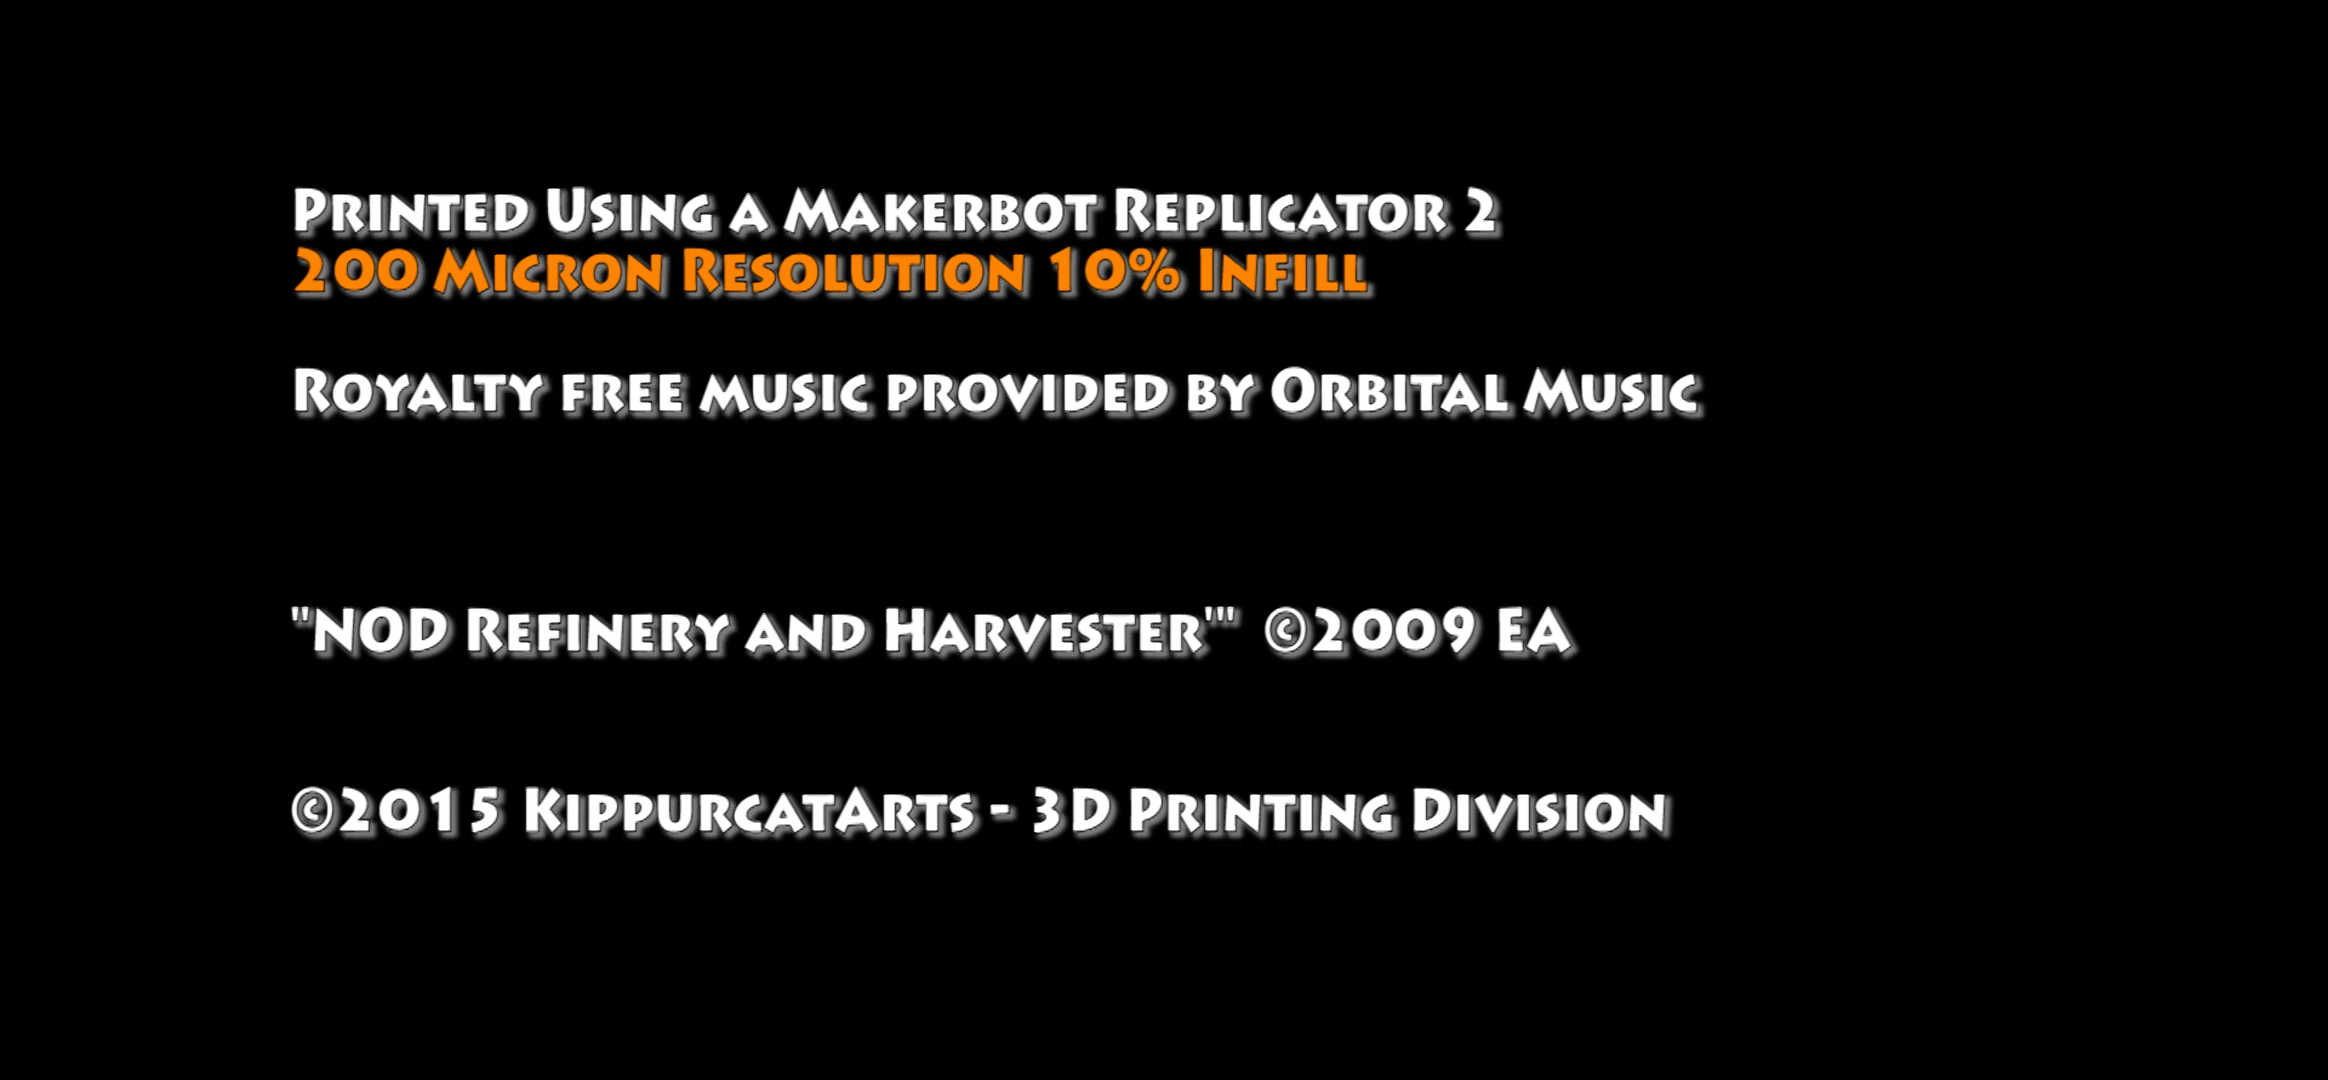 Printed Using a Makerbot Replicator 2
200 Micron Resolution 10% Infill
Royalty free music provided by Orbital Music
"NOD Refinery and Harvester'" ©2009 EA
©2015 KippurcatArts - 3D Printing Division